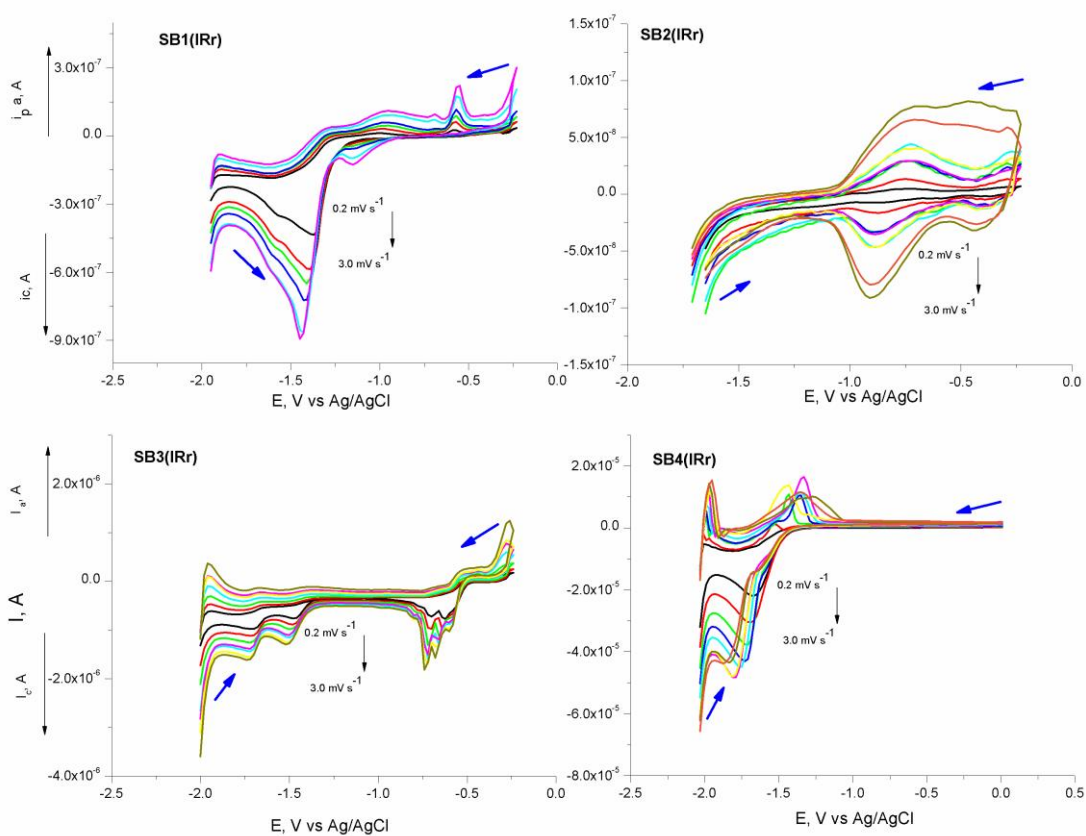 SB1(IRr)
i_p a, A
ic, A
3.0x10⁻⁷
0.0
-3.0x10⁻⁷
-6.0x10⁻⁷
-9.0x10⁻⁷
0.2 mV s⁻¹
3.0 mV s⁻¹
-2.5 -2.0 -1.5 -1.0 -0.5 0.0
E, V vs Ag/AgCl
SB2(IRr)
1.5x10⁻⁷
1.0x10⁻⁷
5.0x10⁻⁸
0.0
-5.0x10⁻⁸
-1.0x10⁻⁷
-1.5x10⁻⁷
0.2 mV s⁻¹
3.0 mV s⁻¹
-2.0 -1.5 -1.0 -0.5 0.0
E, V vs Ag/AgCl
SB3(IRr)
I_a, A
I, A
I_c, A
2.0x10⁻⁶
0.0
-2.0x10⁻⁶
-4.0x10⁻⁶
0.2 mV s⁻¹
3.0 mV s⁻¹
-2.5 -2.0 -1.5 -1.0 -0.5 0.0
E, V vs Ag/AgCl
SB4(IRr)
2.0x10⁻⁵
0.0
-2.0x10⁻⁵
-4.0x10⁻⁵
-6.0x10⁻⁵
-8.0x10⁻⁵
0.2 mV s⁻¹
3.0 mV s⁻¹
-2.5 -2.0 -1.5 -1.0 -0.5 0.0 0.5
E, V vs Ag/AgCl